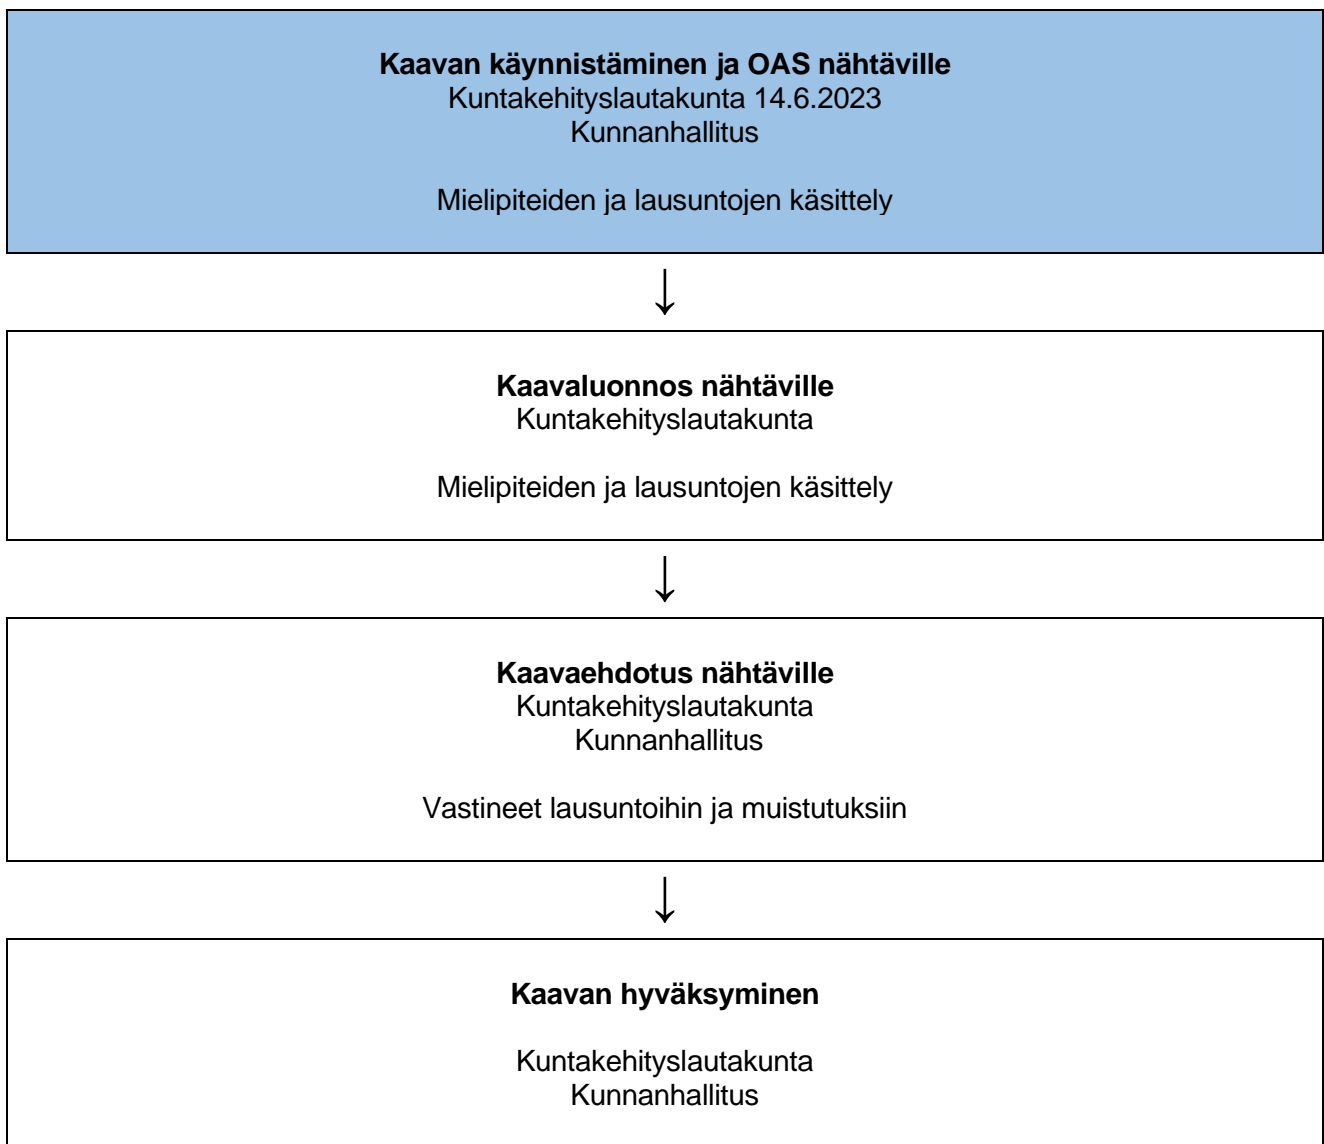 Kaavan käynnistäminen ja OAS nähtäville
Kuntakehityslautakunta 14.6.2023
Kunnanhallitus
Mielipiteiden ja lausuntojen käsittely
↓
Kaavaluonnos nähtäville
Kuntakehityslautakunta
Mielipiteiden ja lausuntojen käsittely
↓
Kaavaehdotus nähtäville
Kuntakehityslautakunta
Kunnanhallitus
Vastineet lausuntoihin ja muistutuksiin
↓
Kaavan hyväksyminen
Kuntakehityslautakunta
Kunnanhallitus